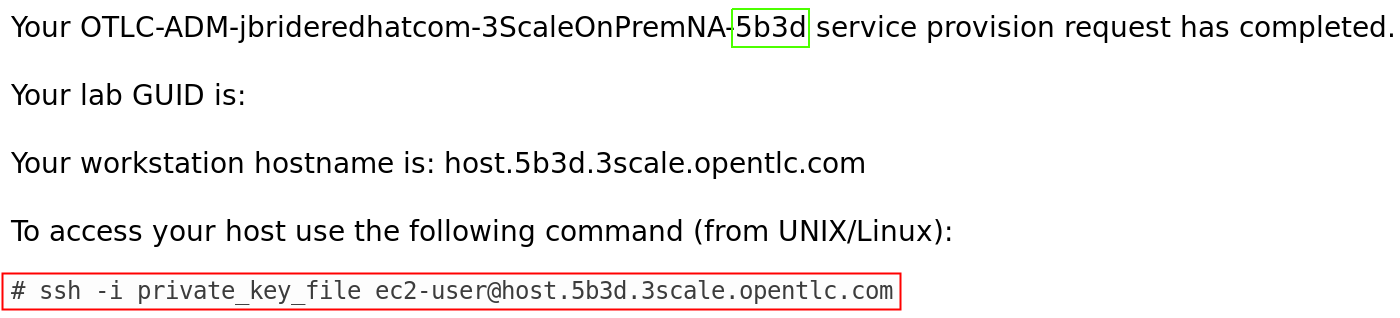 Your OTLC-ADM-jbrideredhatcom-3ScaleOnPremNA-5b3d service provision request has completed.
Your lab GUID is:
Your workstation hostname is: host.5b3d.3scale.opentlc.com
To access your host use the following command (from UNIX/Linux):
# ssh -i private_key_file ec2-user@host.5b3d.3scale.opentlc.com